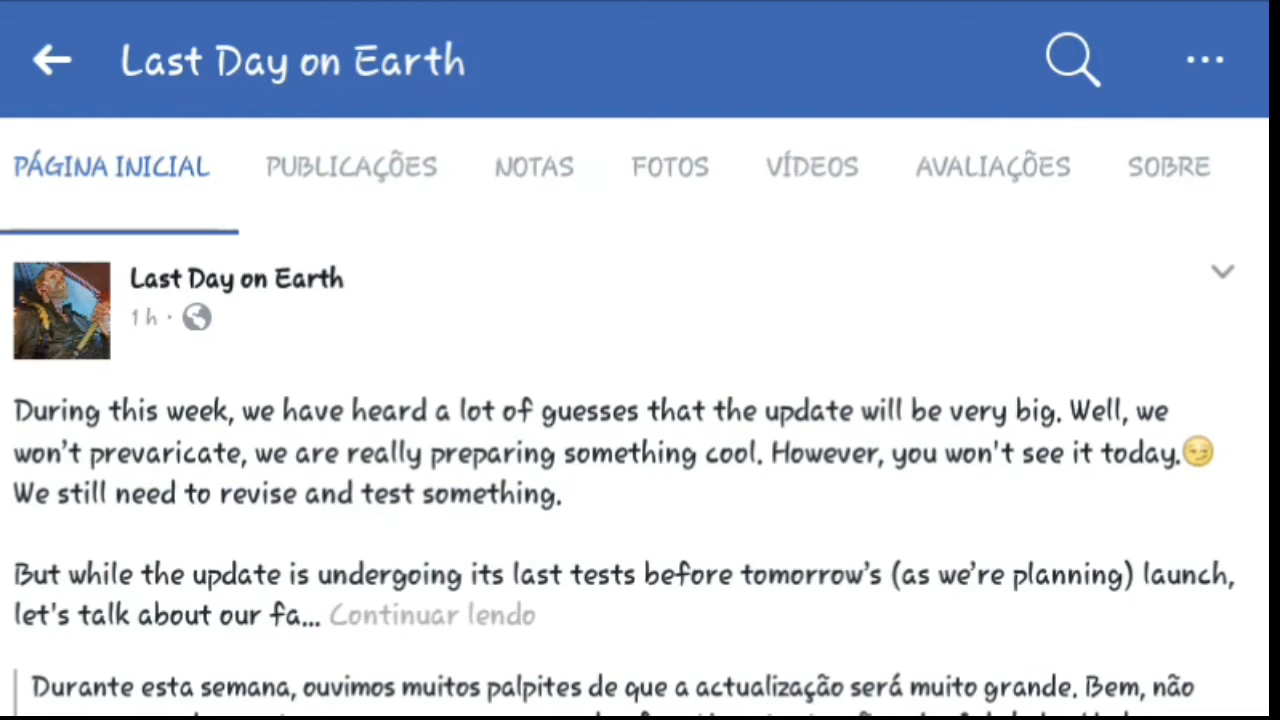 Last Day on Earth
PÁGINA INICIAL PUBLICAÇÕES NOTAS FOTOS VÍDEOS AVALIAÇÕES SOBRE
Last Day on Earth
1 h ·
During this week, we have heard a lot of guesses that the update will be very big. Well, we
won't prevaricate, we are really preparing something cool. However, you won't see it today.😏
We still need to revise and test something.
But while the update is undergoing its last tests before tomorrow's (as we're planning) launch,
let's talk about our fa... Continuar lendo
Durante esta semana, ouvimos muitos palpites de que a actualização será muito grande. Bem, não